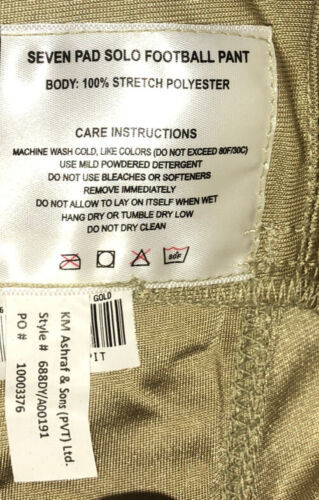 SEVEN PAD SOLO FOOTBALL PANT
BODY: 100% STRETCH POLYESTER
CARE INSTRUCTIONS
MACHINE WASH COLD, LIKE COLORS (DO NOT EXCEED 80F/30C)
USE MILD POWDERED DETERGENT
DO NOT USE BLEACHES OR SOFTENERS
REMOVE IMMEDIATELY
DO NOT ALLOW TO LAY ON ITSELF WHEN WET
HANG DRY OR TUMBLE DRY LOW
DO NOT DRY CLEAN
80F
GOLD
KM Ashraf & Sons (PVT) Ltd.
Style # 688DY/A00191
PO # 10003376